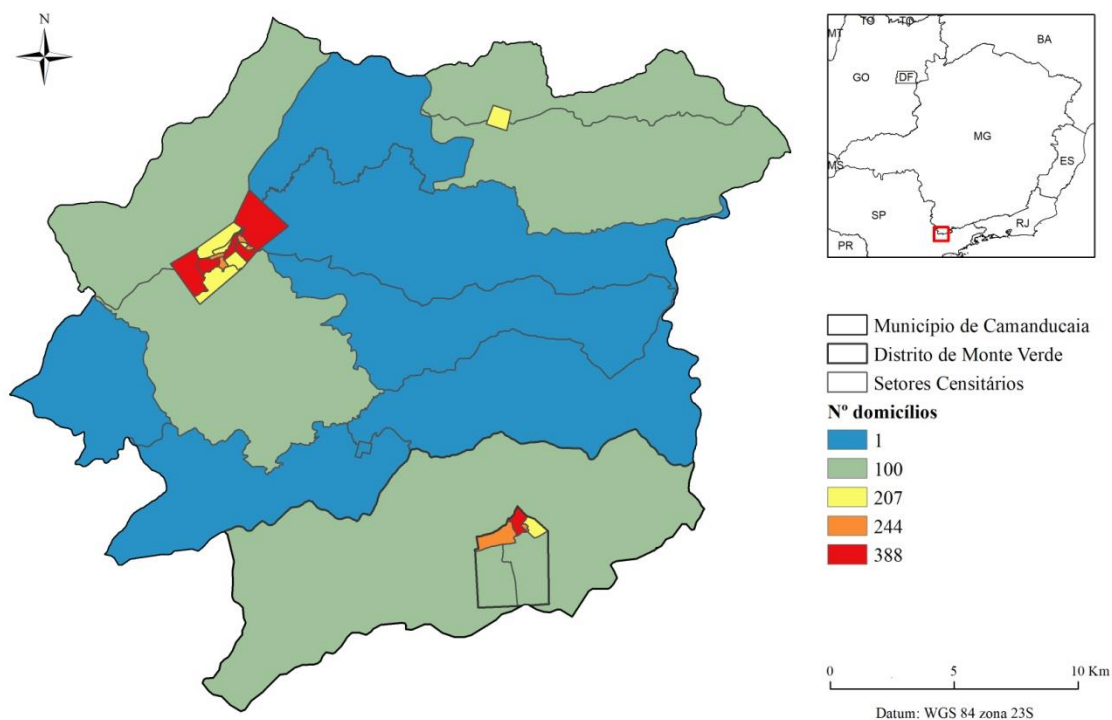 N
TO
TO
MT
BA
GO
DF
MG
MS
ES
SP
RJ
PR
Município de Camanducaia
Distrito de Monte Verde
Setores Censitários
Nº domicílios
1
100
207
244
388
0 5 10 Km
Datum: WGS 84 zona 23S